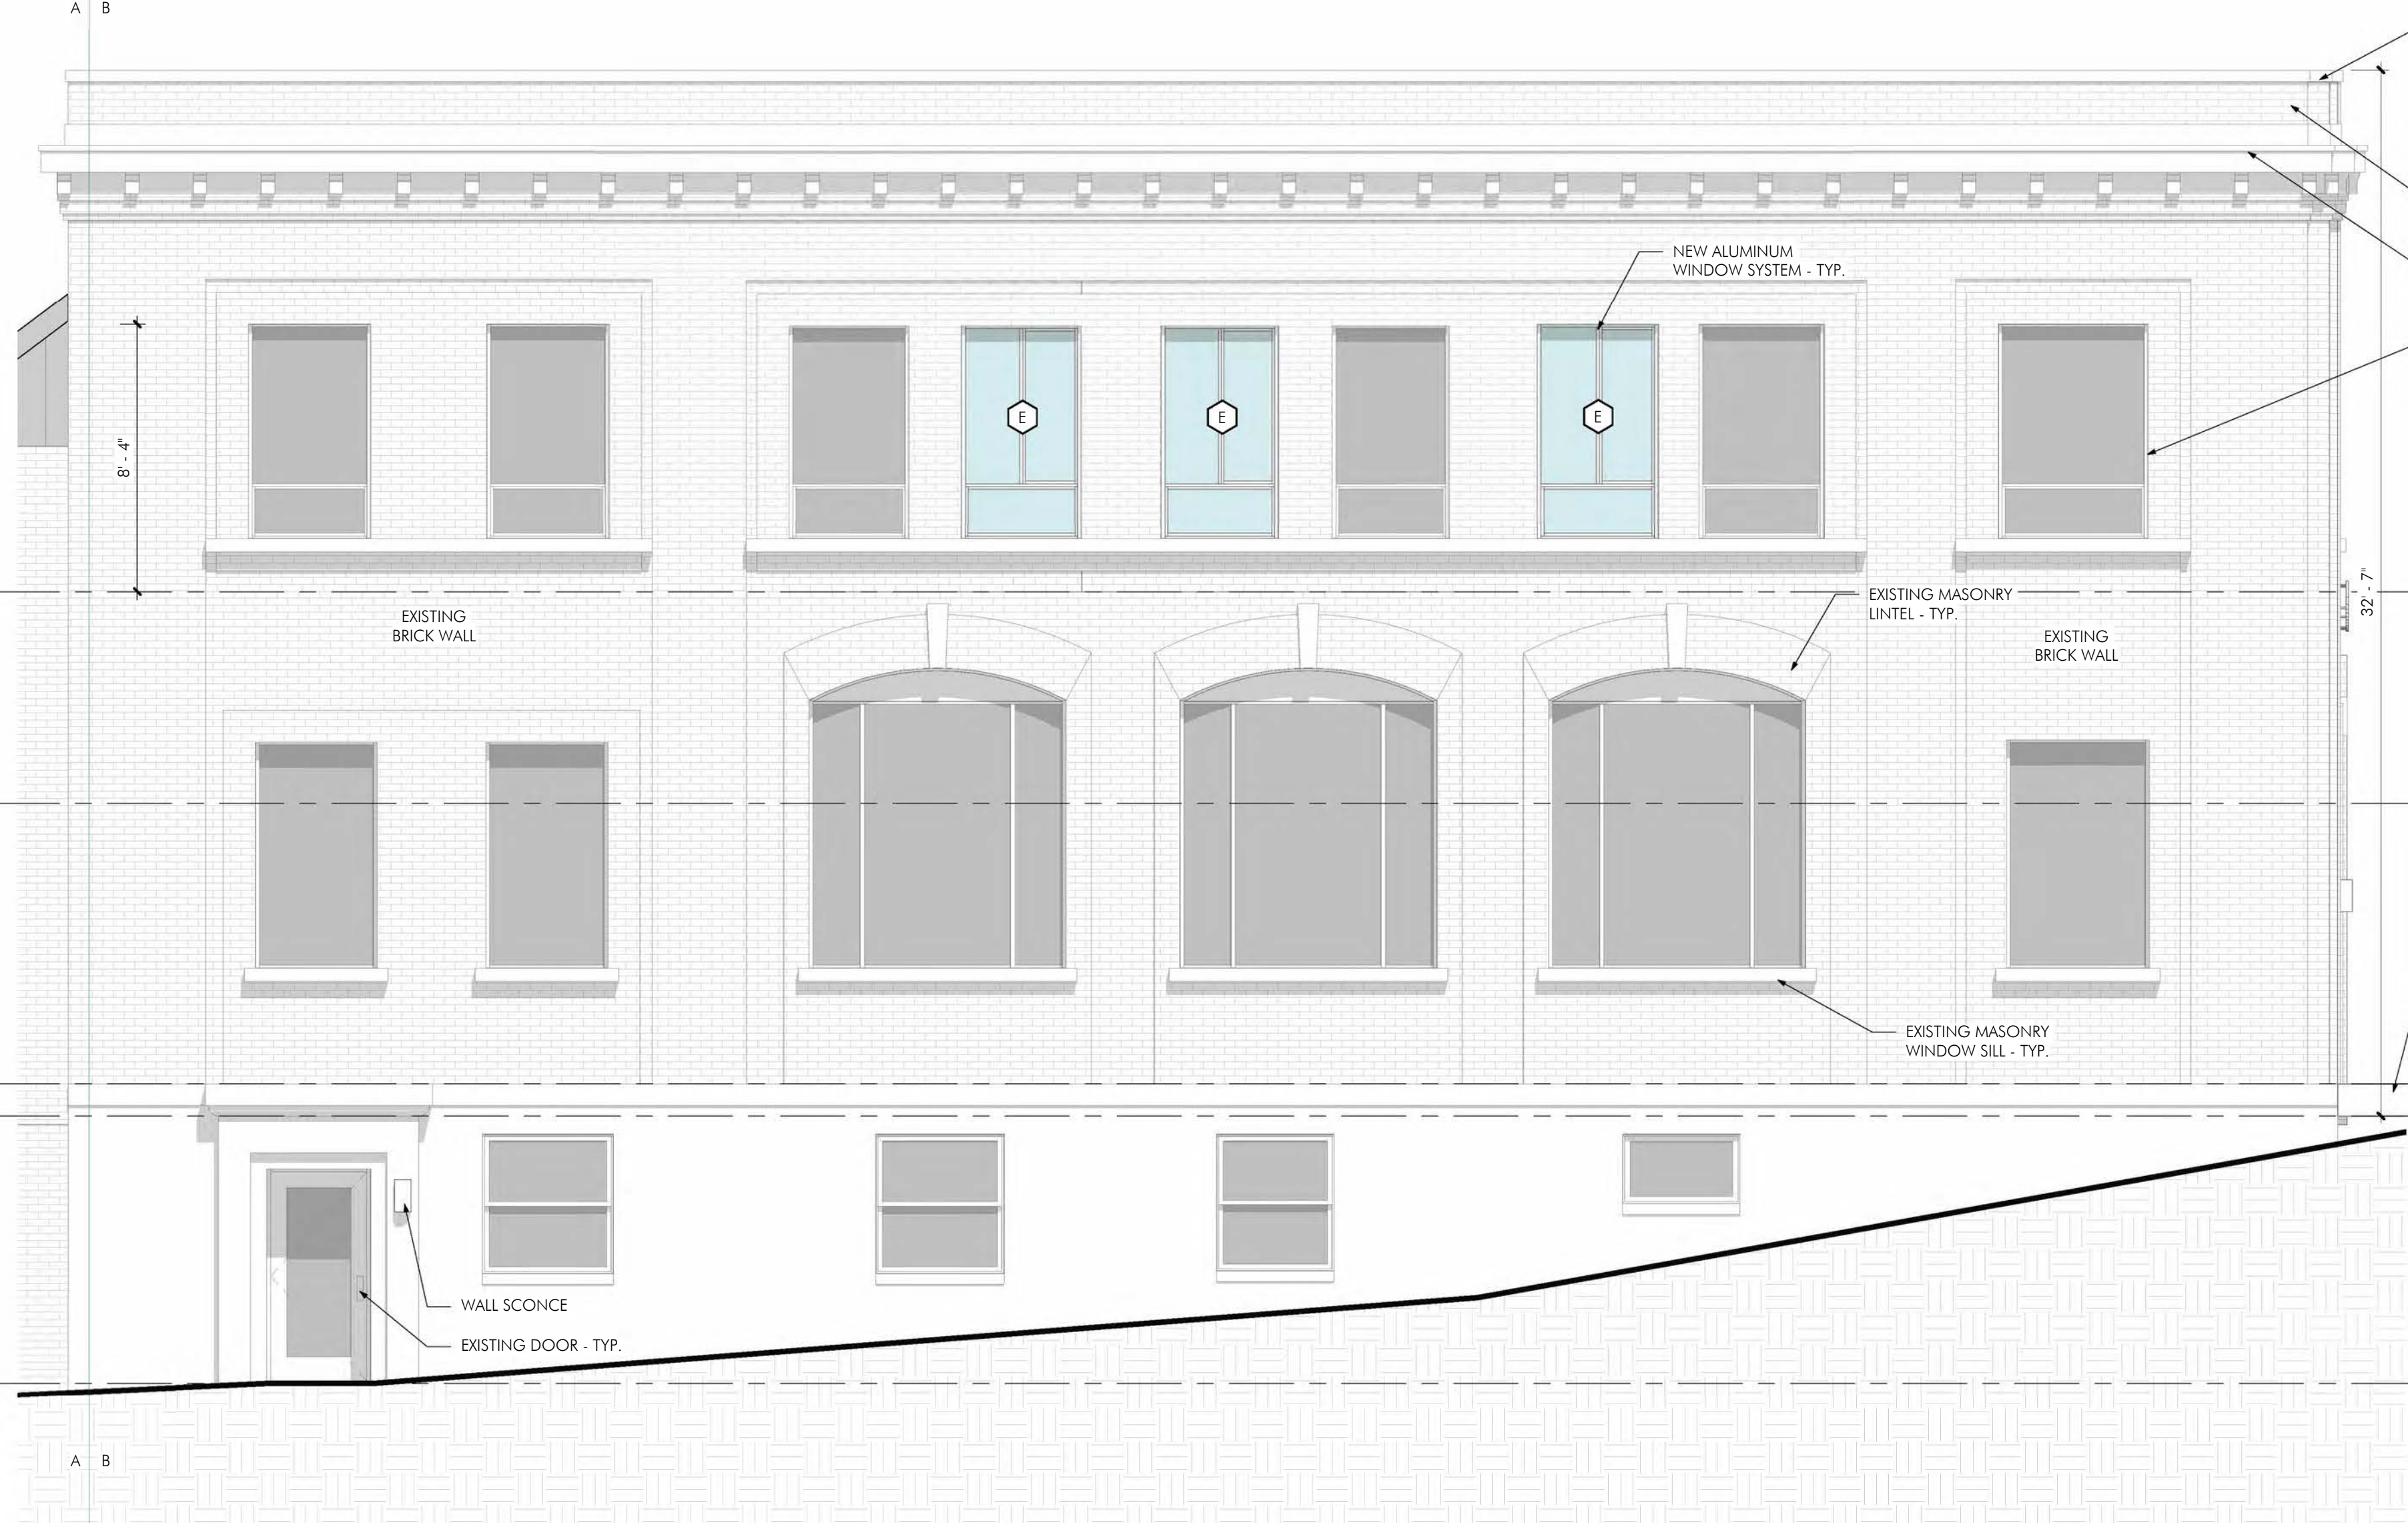 A B
NEW ALUMINUM
WINDOW SYSTEM - TYP.
E
E
E
8' - 4"
32' - 7"
EXISTING
BRICK WALL
EXISTING MASONRY
LINTEL - TYP.
EXISTING
BRICK WALL
EXISTING MASONRY
WINDOW SILL - TYP.
WALL SCONCE
EXISTING DOOR - TYP.
A B